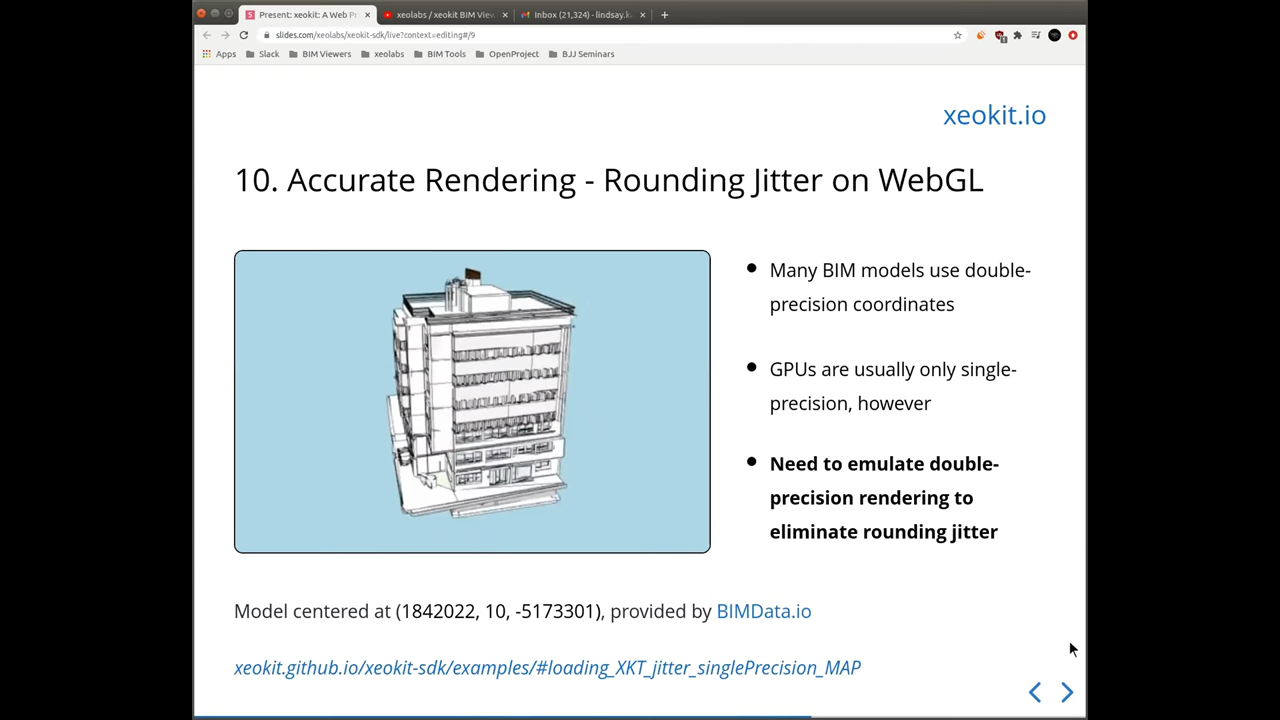 Present: xeokit: A Web Pr
xeolabs / xeokit BIM View
Inbox (21,324) - lindsay.k
slides.com/xeolabs/xeokit-sdk/live?context=editing#/9
Apps Slack BIM Viewers xeolabs BIM Tools OpenProject BJJ Seminars
xeokit.io
10. Accurate Rendering - Rounding Jitter on WebGL
• Many BIM models use double-
precision coordinates
• GPUs are usually only single-
precision, however
• Need to emulate double-
precision rendering to
eliminate rounding jitter
Model centered at (1842022, 10, -5173301), provided by BIMData.io
xeokit.github.io/xeokit-sdk/examples/#loading_XKT_jitter_singlePrecision_MAP